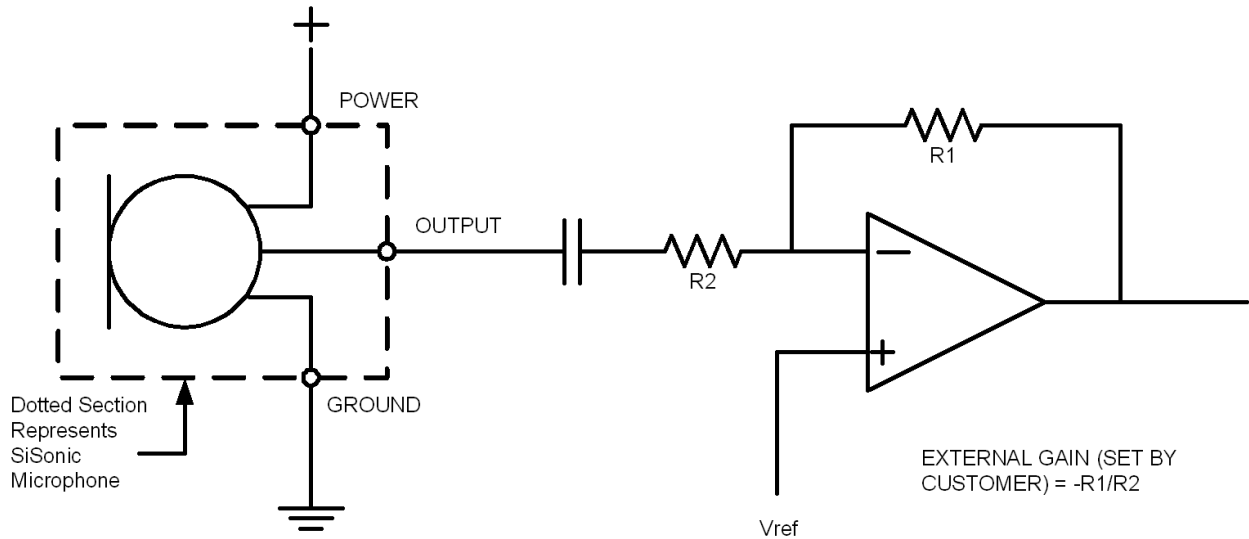 POWER
R1
OUTPUT
R2
GROUND
Dotted Section
Represents
SiSonic
Microphone
EXTERNAL GAIN (SET BY
CUSTOMER) = -R1/R2
Vref